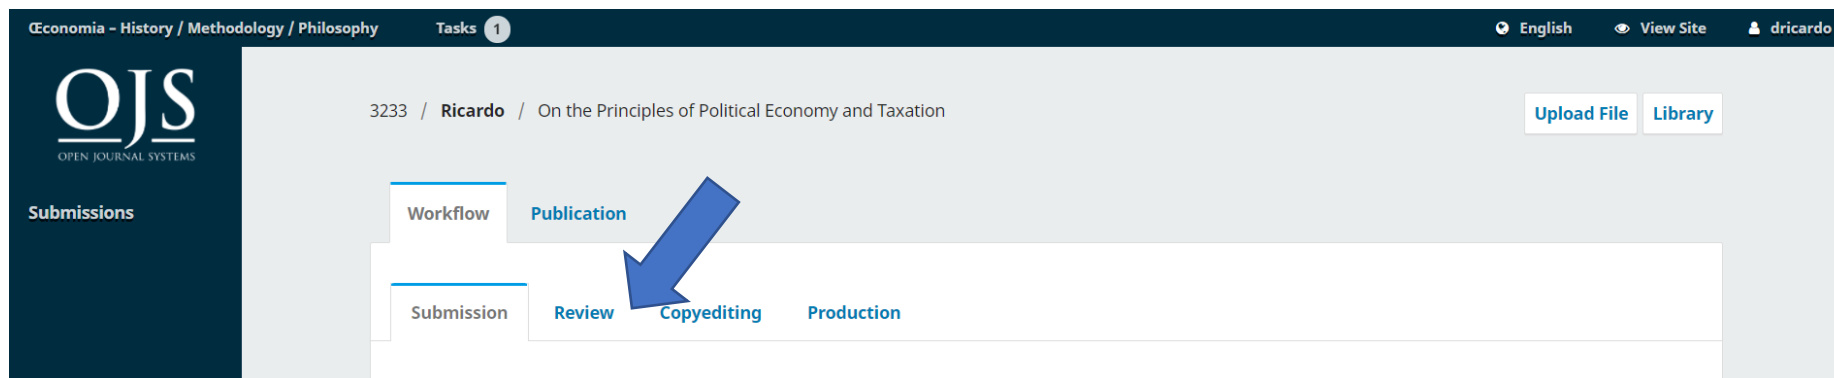 Œconomia – History / Methodology / Philosophy Tasks 1 English View Site dricardo
OJS
OPEN JOURNAL SYSTEMS
3233 / Ricardo / On the Principles of Political Economy and Taxation Upload File Library
Submissions
Workflow Publication
Submission Review Copyediting Production